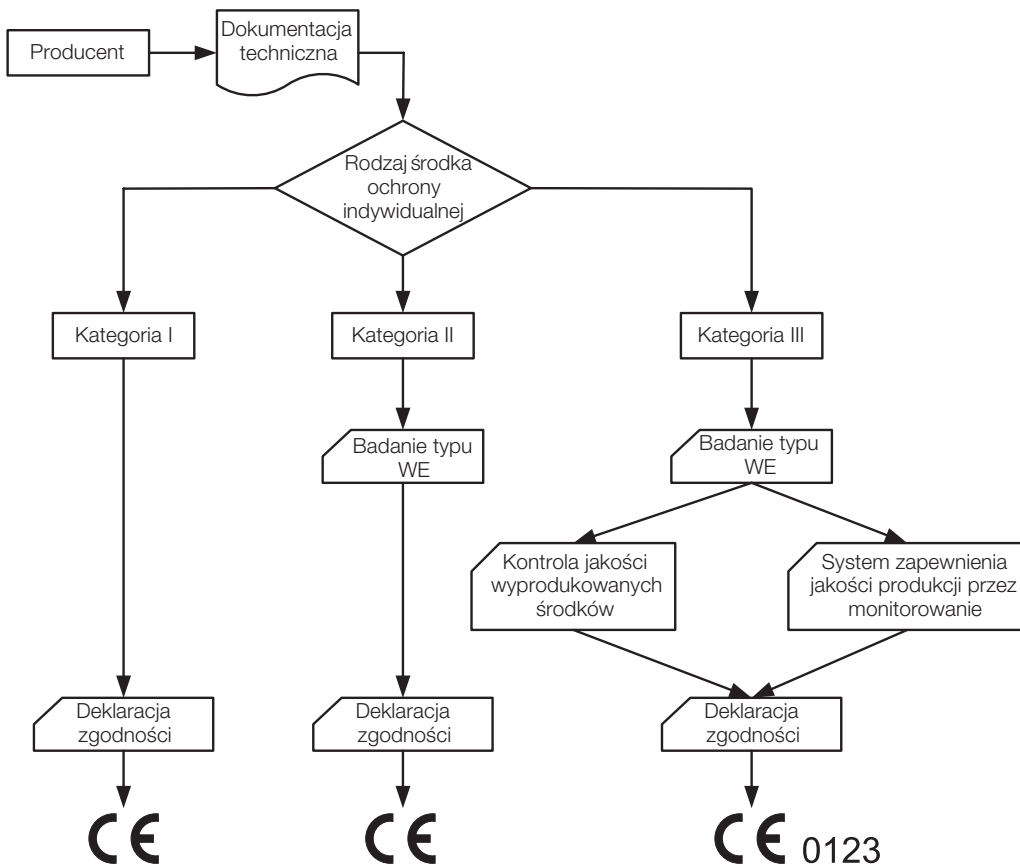 Producent
Dokumentacja
techniczna
Rodzaj środka
ochrony
indywidualnej
Kategoria I
Kategoria II
Kategoria III
Badanie typu
WE
Badanie typu
WE
Kontrola jakości
wyprodukowanych
środków
System zapewnienia
jakości produkcji przez
monitorowanie
Deklaracja
zgodności
Deklaracja
zgodności
Deklaracja
zgodności
CE
CE
CE 0123